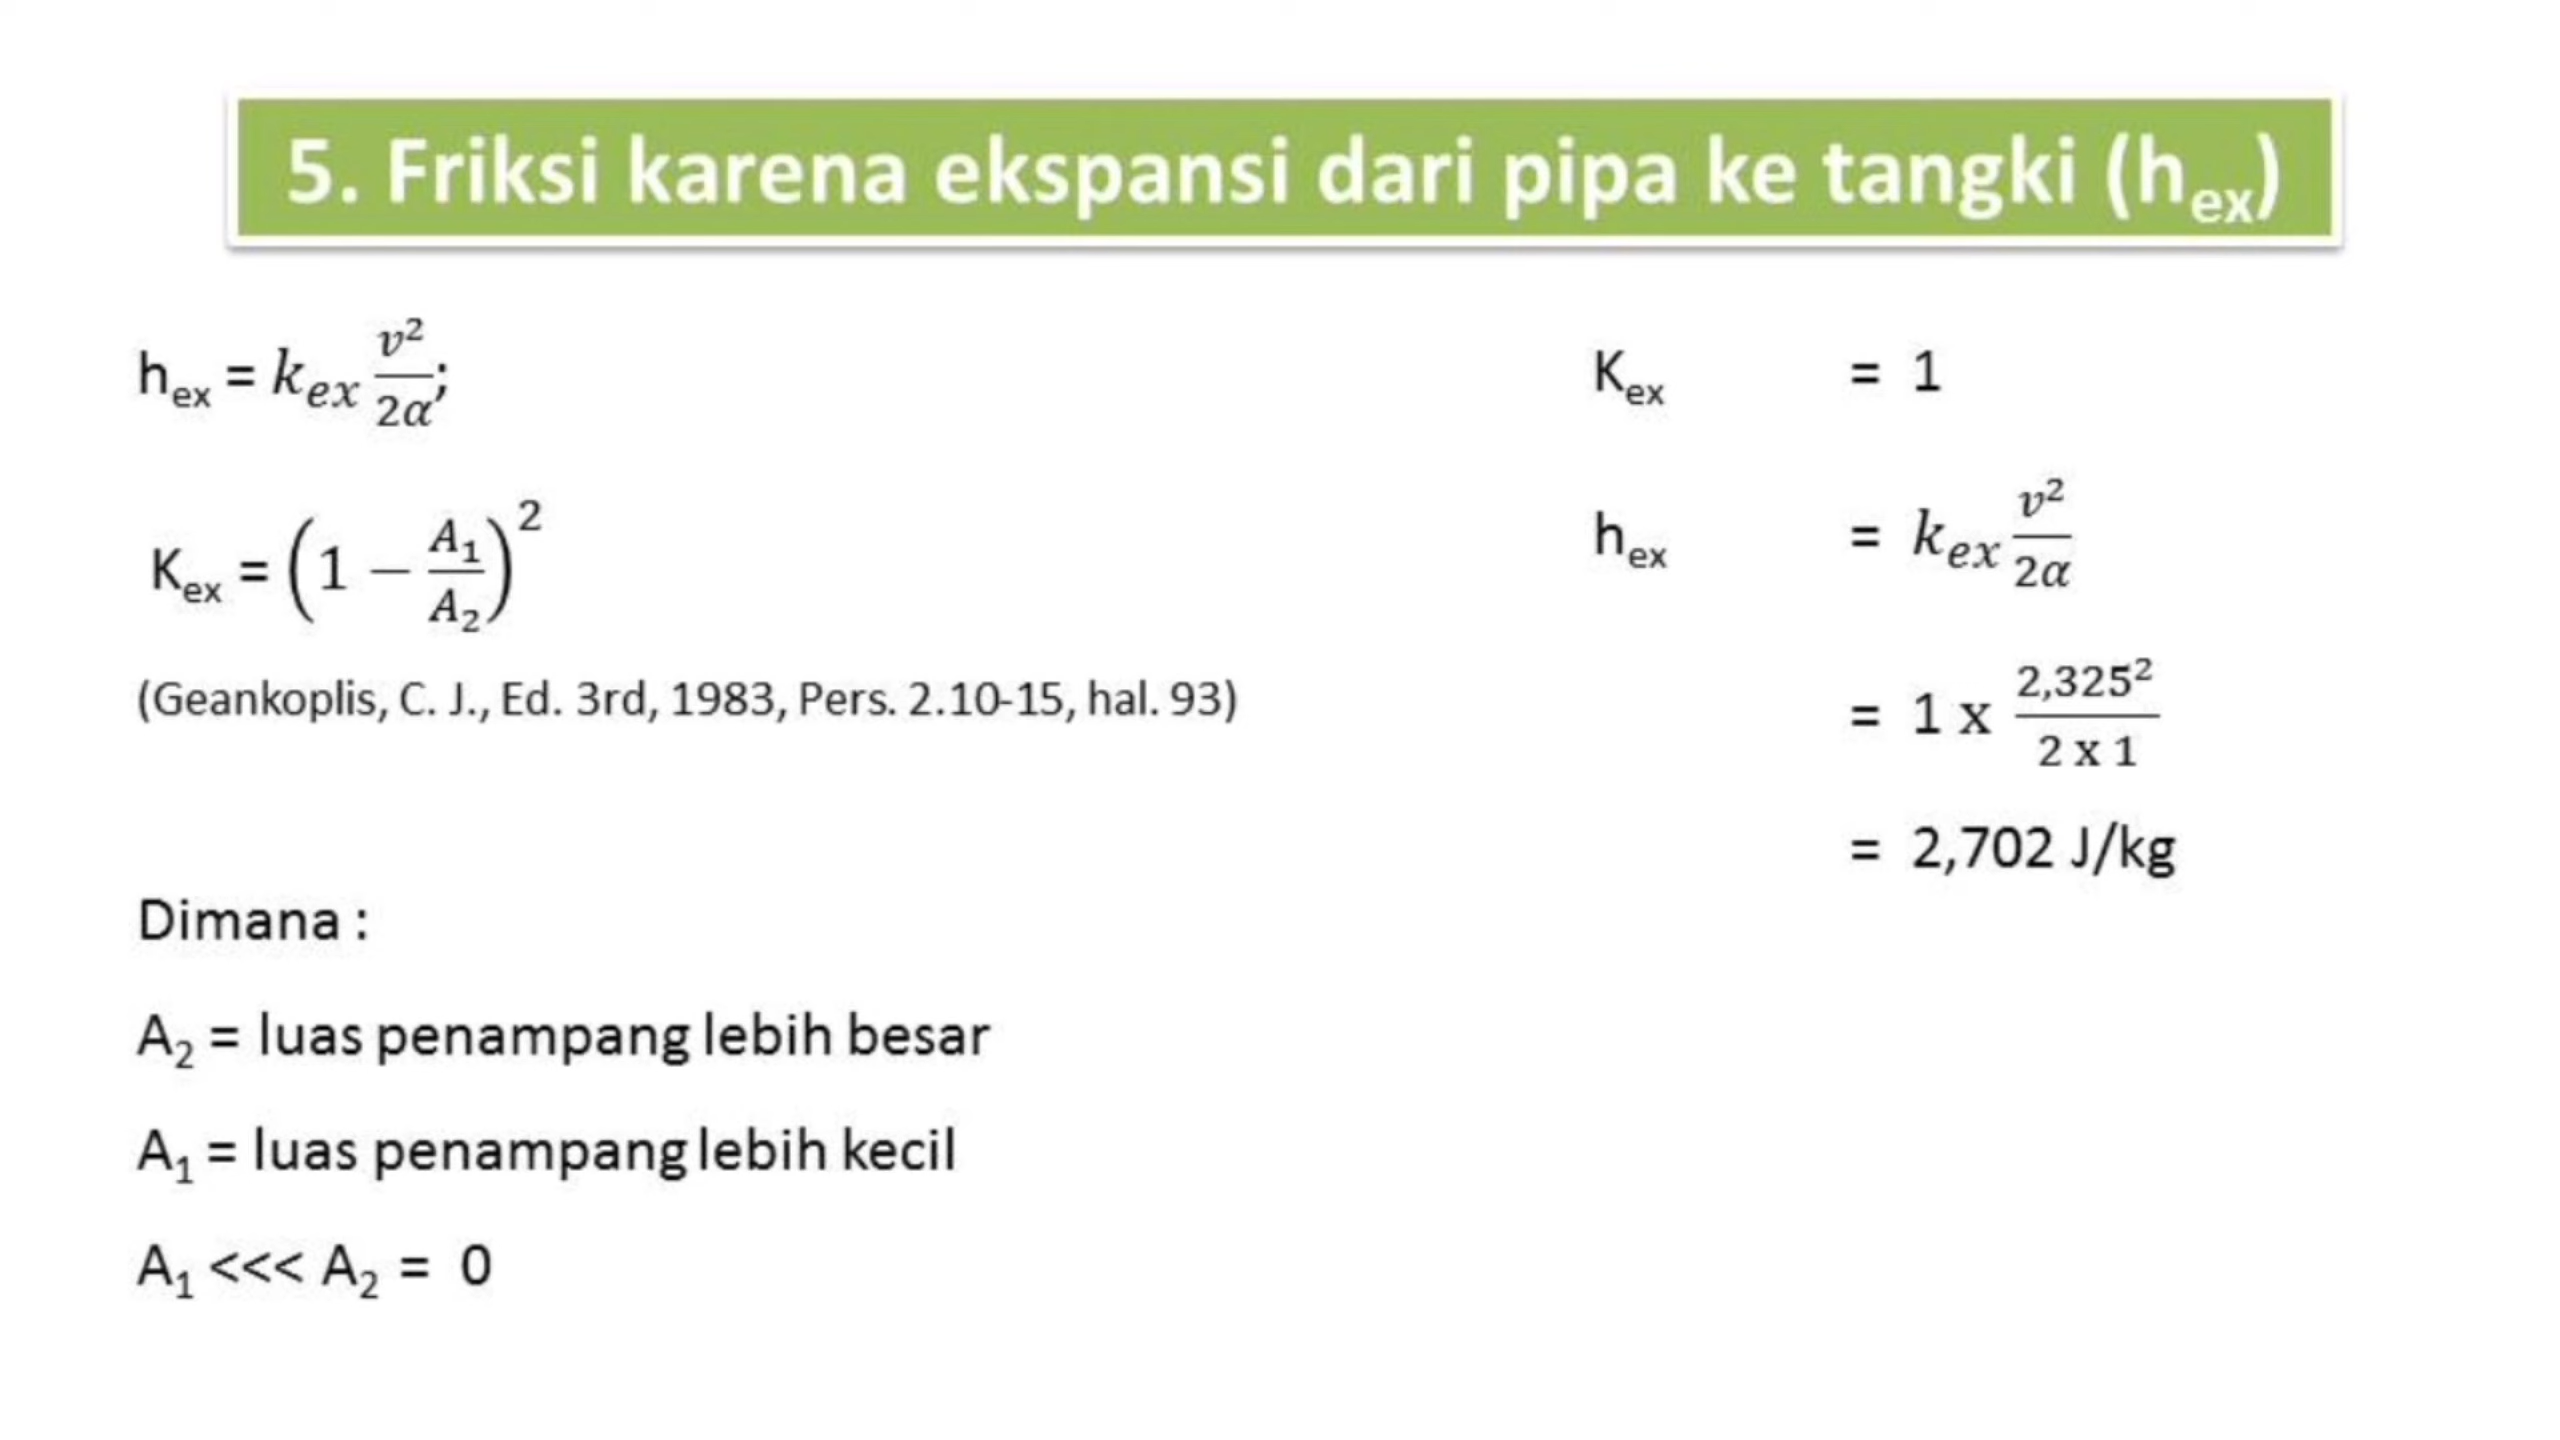 5. Friksi karena ekspansi dari pipa ke tangki (hₑₓ)
hₑₓ = kₑₓ v²/2α;
Kₑₓ = (1 − A₁/A₂)²
(Geankoplis, C. J., Ed. 3rd, 1983, Pers. 2.10-15, hal. 93)
Dimana :
A₂ = luas penampang lebih besar
A₁ = luas penampang lebih kecil
A₁ <<< A₂ = 0
Kₑₓ = 1
hₑₓ = kₑₓ v²/2α
= 1 x 2,325²/2 x 1
= 2,702 J/kg